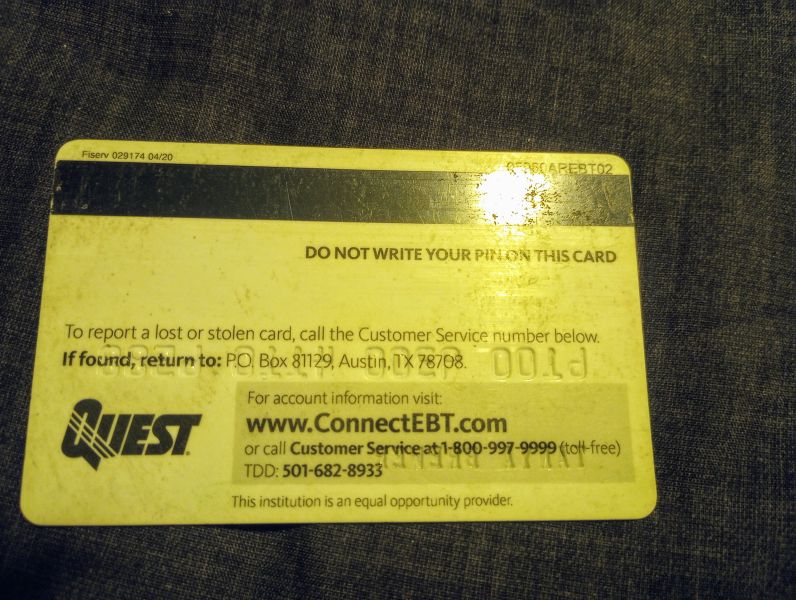 Fiserv 029174 04/20
DO NOT WRITE YOUR PIN ON THIS CARD
To report a lost or stolen card, call the Customer Service number below.
If found, return to: P.O. Box 81129, Austin, TX 78708.
QUEST
For account information visit:
www.ConnectEBT.com
or call Customer Service at 1-800-997-9999 (toll-free)
TDD: 501-682-8933
This institution is an equal opportunity provider.